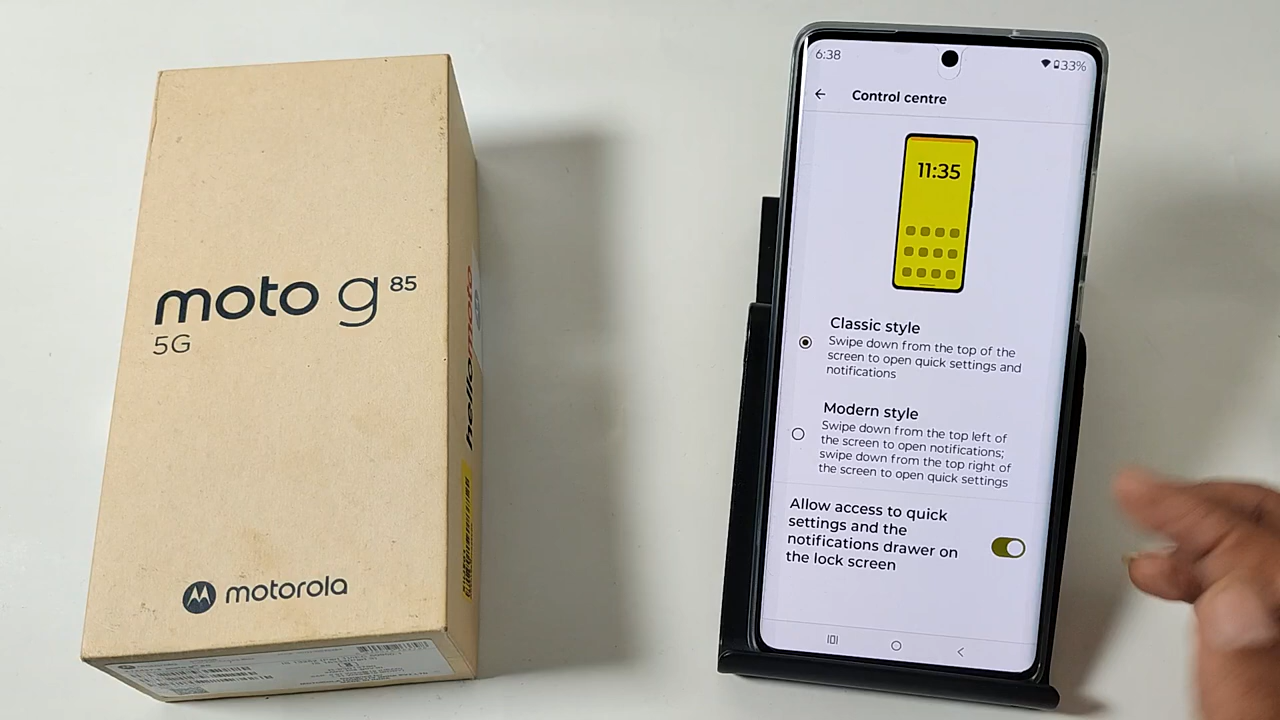 moto g 85
5G
motorola
hellomoto
6:38
33%
Control centre
11:35
Classic style
Swipe down from the top of the
screen to open quick settings and
notifications
Modern style
Swipe down from the top left of
the screen to open notifications;
swipe down from the top right of
the screen to open quick settings
Allow access to quick
settings and the
notifications drawer on
the lock screen